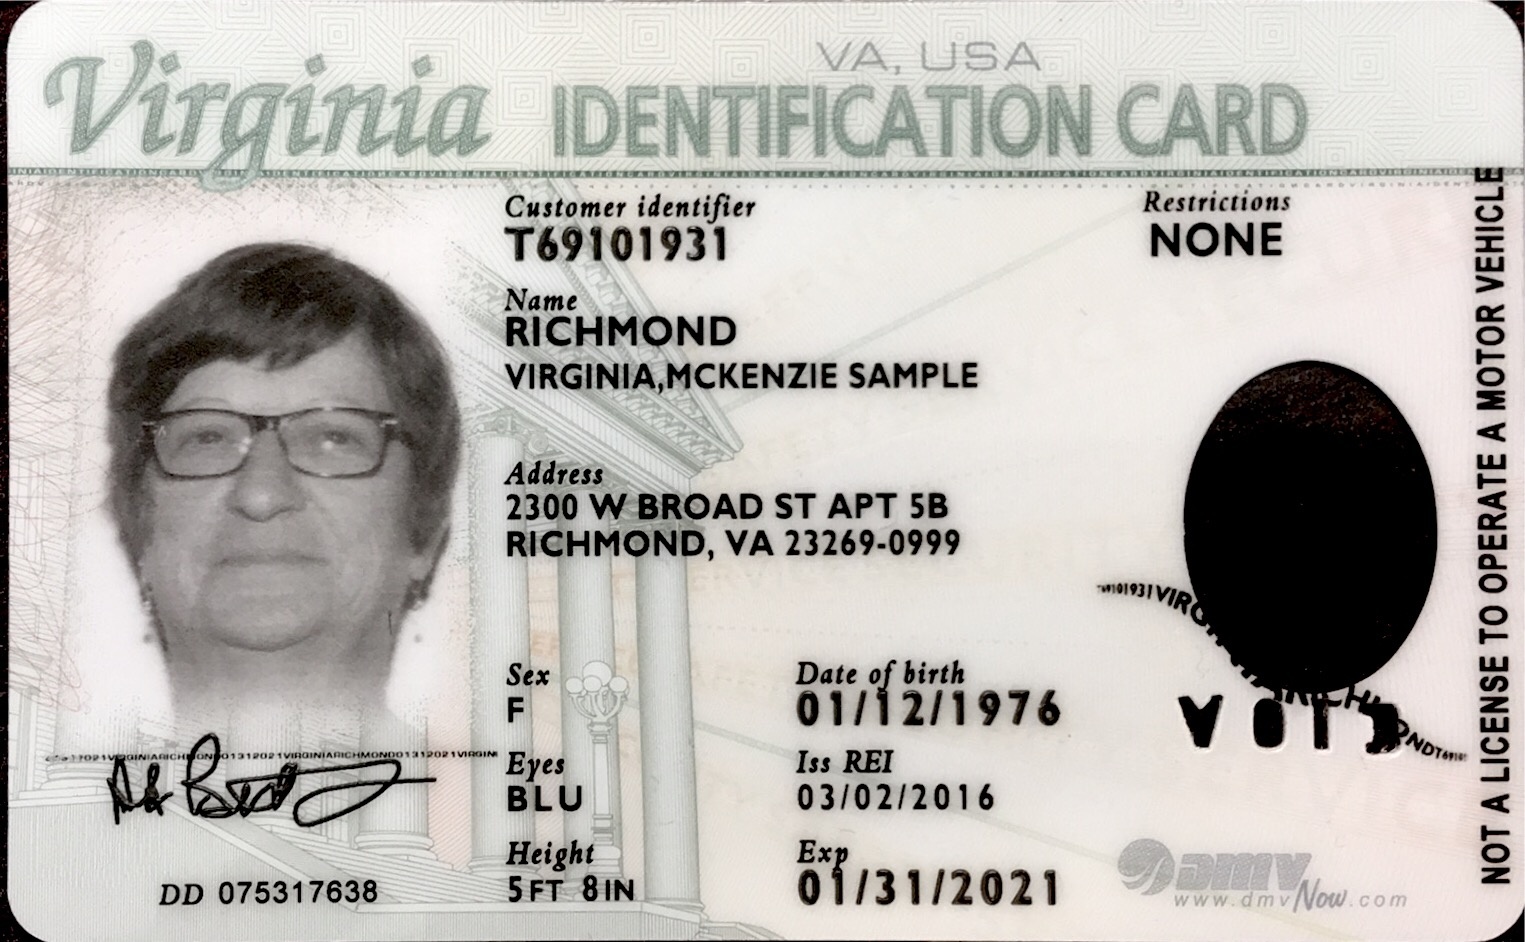 VA, USA
Virginia IDENTIFICATION CARD
Customer identifier
T69101931
Restrictions
NONE
Name
RICHMOND
VIRGINIA,MCKENZIE SAMPLE
Address
2300 W BROAD ST APT 5B
RICHMOND, VA 23269-0999
Sex
F
Date of birth
01/12/1976
Eyes
BLU
Iss REI
03/02/2016
Height
5FT 8IN
Exp
01/31/2021
DD 075317638
VOID
DMV Now
www.dmvNow.com
NOT A LICENSE TO OPERATE A MOTOR VEHICLE